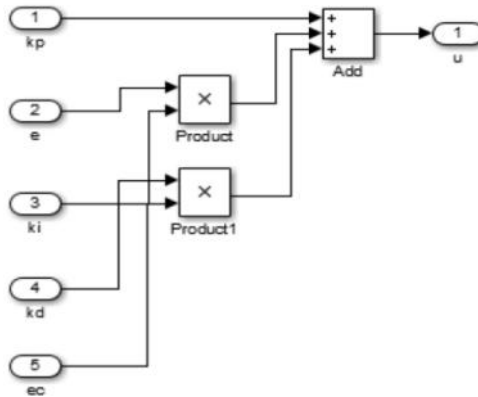 1
kp
+
+
+
Add
1
u
2
e
×
Product
3
ki
×
Product1
4
kd
5
ec